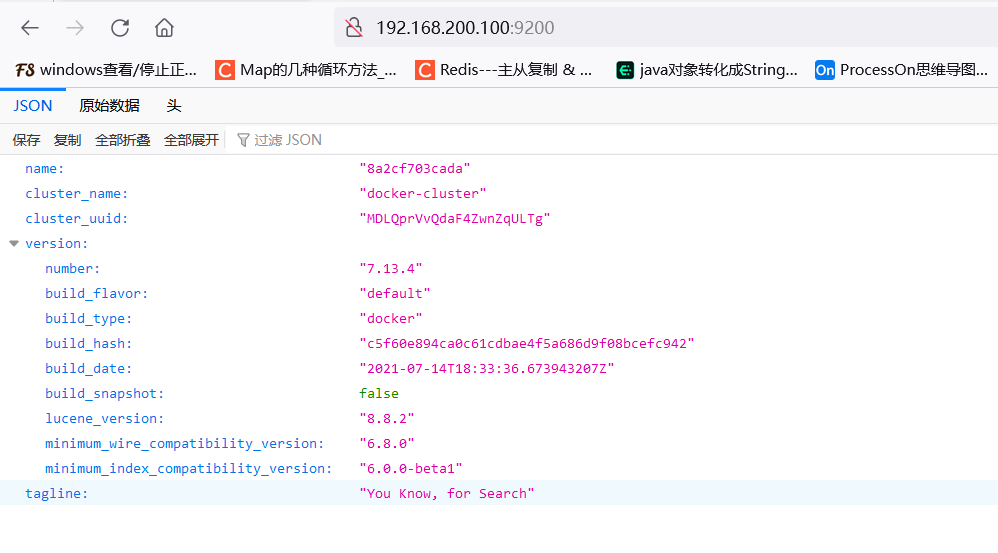 192.168.200.100:9200
windows查看/停止正... Map的几种循环方法_... Redis---主从复制 & ... java对象转化成String... On ProcessOn思维导图...
JSON 原始数据 头
保存 复制 全部折叠 全部展开 过滤 JSON
name: "8a2cf703cada"
cluster_name: "docker-cluster"
cluster_uuid: "MDLQprVvQdaF4ZwnZqULTg"
version:
number: "7.13.4"
build_flavor: "default"
build_type: "docker"
build_hash: "c5f60e894ca0c61cdbae4f5a686d9f08bcefc942"
build_date: "2021-07-14T18:33:36.673943207Z"
build_snapshot: false
lucene_version: "8.8.2"
minimum_wire_compatibility_version: "6.8.0"
minimum_index_compatibility_version: "6.0.0-beta1"
tagline: "You Know, for Search"